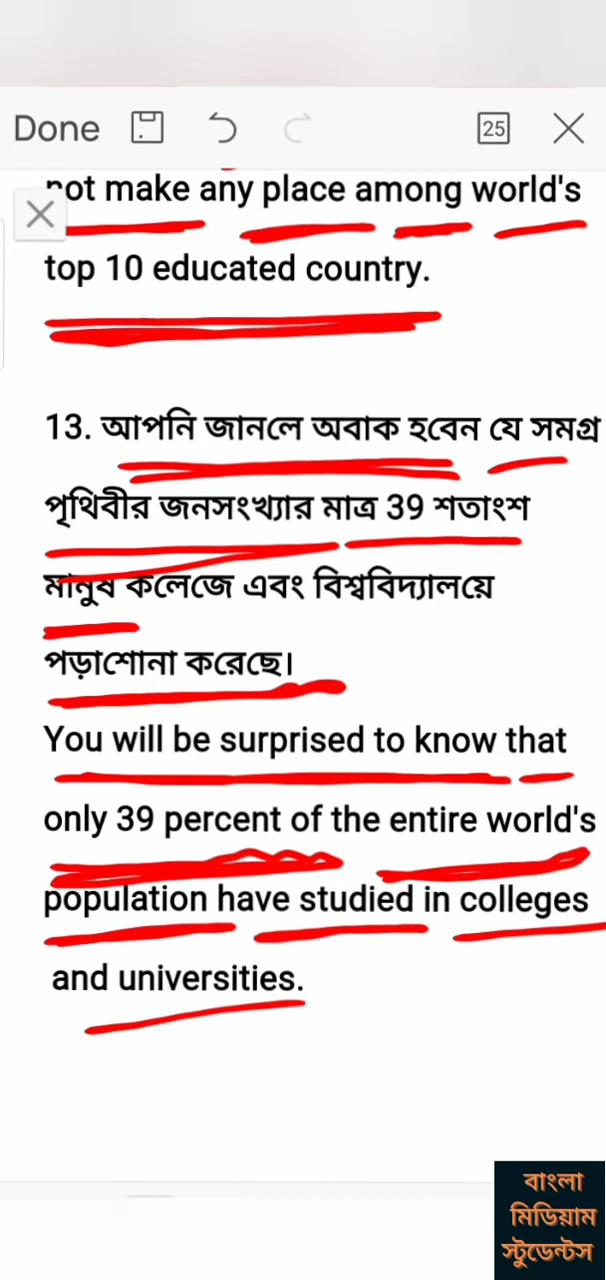 Done
25
not make any place among world's
top 10 educated country.
13. আপনি জানলে অবাক হবেন যে সমগ্র
পৃথিবীর জনসংখ্যার মাত্র 39 শতাংশ
মানুষ কলেজে এবং বিশ্ববিদ্যালয়ে
পড়াশোনা করেছে।
You will be surprised to know that
only 39 percent of the entire world's
population have studied in colleges
and universities.
বাংলা
মিডিয়াম
স্টুডেন্টস